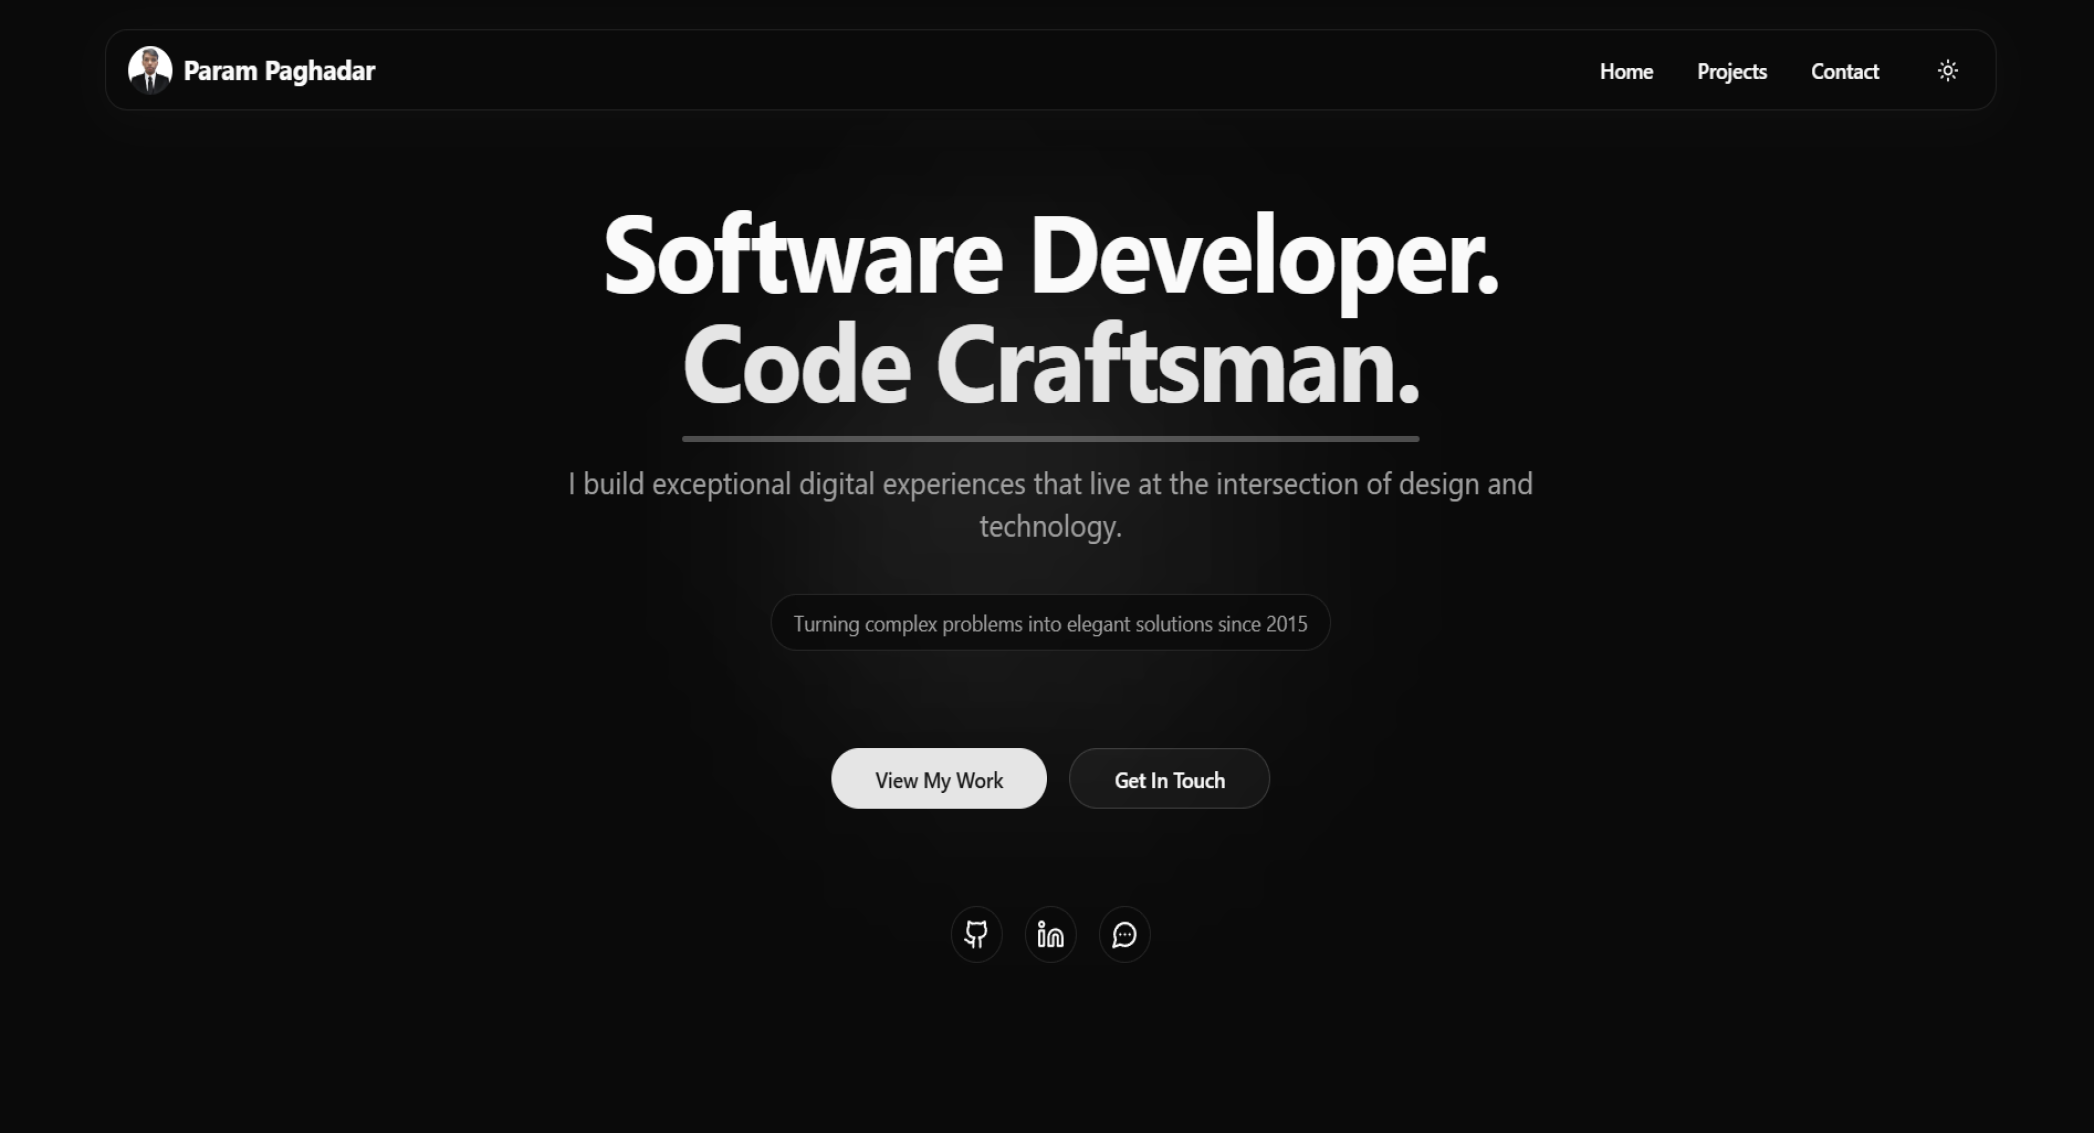 Param Paghadar
Home
Projects
Contact
Software Developer.
Code Craftsman.
I build exceptional digital experiences that live at the intersection of design and
technology.
Turning complex problems into elegant solutions since 2015
View My Work
Get In Touch